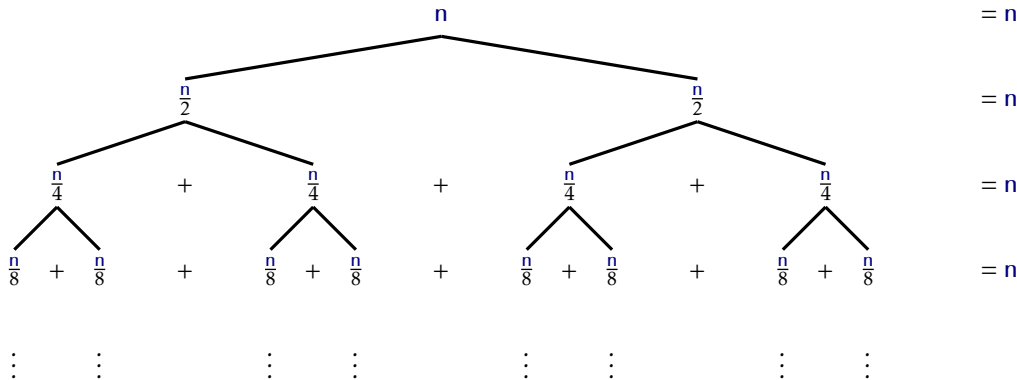 n = n
n/2 n/2 = n
n/4 + n/4 + n/4 + n/4 = n
n/8 + n/8 + n/8 + n/8 + n/8 + n/8 + n/8 + n/8 = n
⋮ ⋮ ⋮ ⋮ ⋮ ⋮ ⋮ ⋮